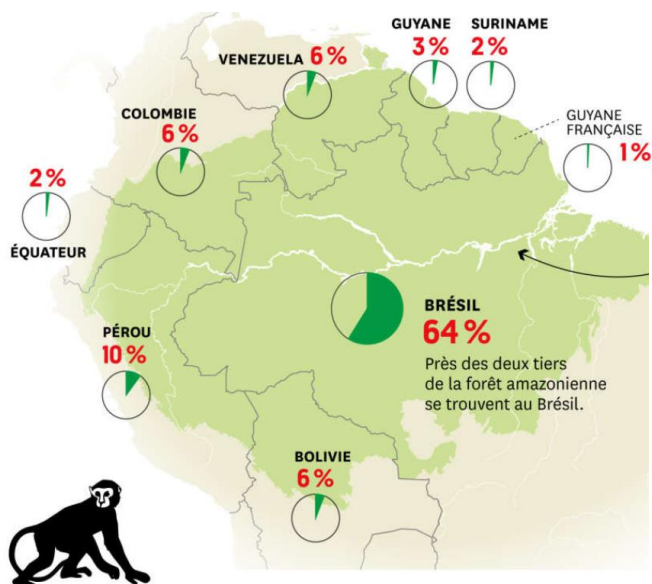 GUYANE
3 %
SURINAME
2 %
VENEZUELA 6 %
COLOMBIE
6 %
GUYANE
FRANÇAISE
1 %
2 %
ÉQUATEUR
BRÉSIL
64 %
Près des deux tiers
de la forêt amazonienne
se trouvent au Brésil.
PÉROU
10 %
BOLIVIE
6 %